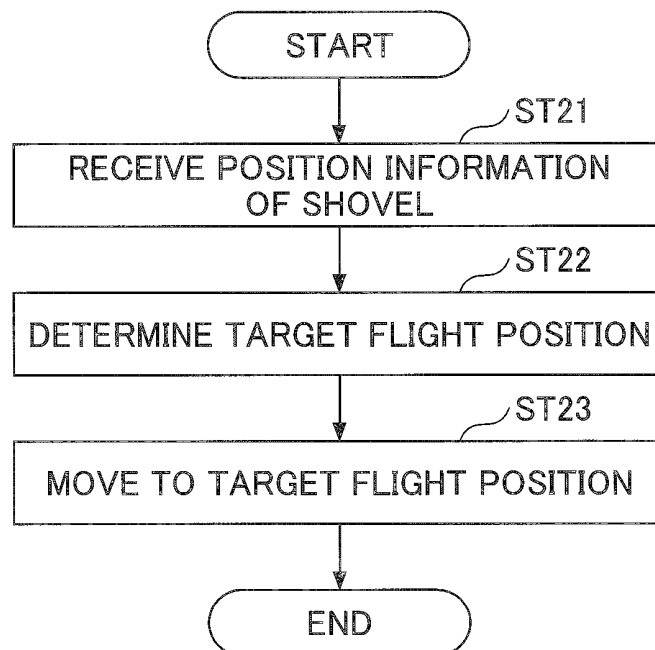 START
ST21
RECEIVE POSITION INFORMATION
OF SHOVEL
ST22
DETERMINE TARGET FLIGHT POSITION
ST23
MOVE TO TARGET FLIGHT POSITION
END